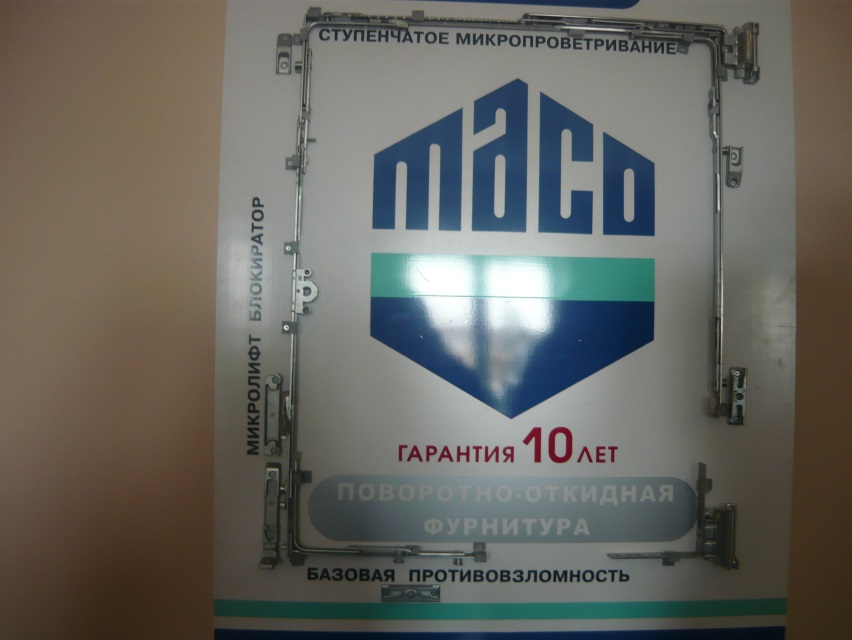 СТУПЕНЧАТОЕ МИКРОПРОВЕТРИВАНИЕ
maco
МИКРОЛИФТ БЛОКИРАТОР
ГАРАНТИЯ 10 ЛЕТ
ПОВОРОТНО-ОТКИДНАЯ
ФУРНИТУРА
БАЗОВАЯ ПРОТИВОВЗЛОМНОСТЬ